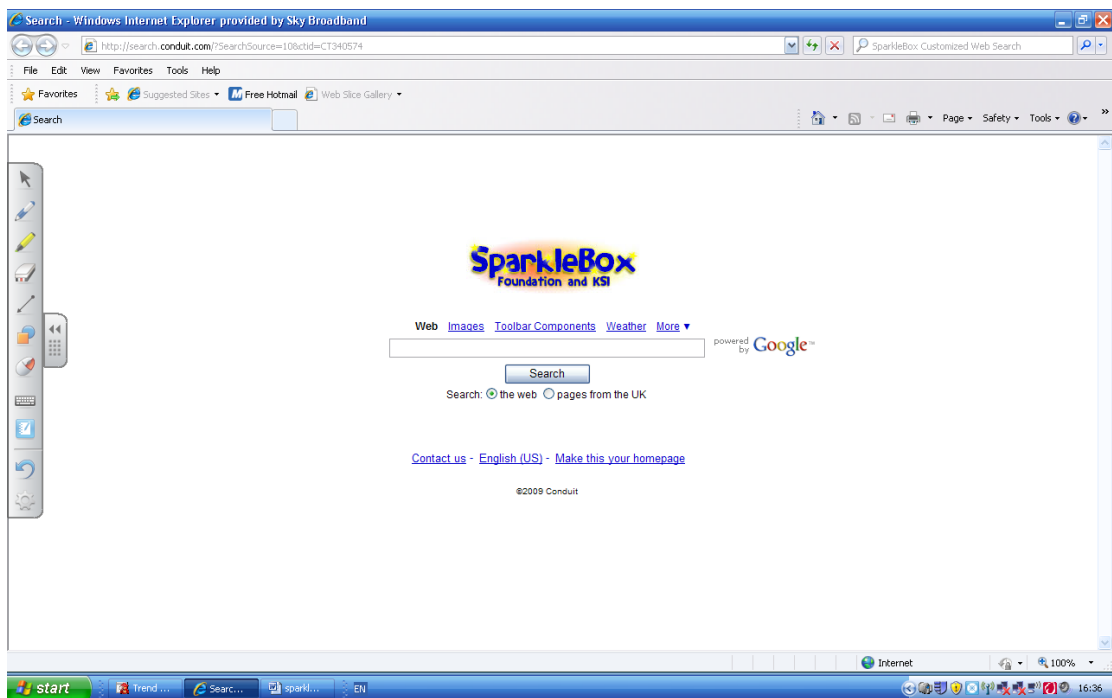 Search - Windows Internet Explorer provided by Sky Broadband
http://search.conduit.com/?SearchSource=10&ctid=CT340574
SparkleBox Customized Web Search
File Edit View Favorites Tools Help
Favorites Suggested Sites Free Hotmail Web Slice Gallery
Search Page Safety Tools
SparkleBox
Foundation and KS1
Web Images Toolbar Components Weather More ▼
powered by Google™
Search
Search: the web pages from the UK
Contact us - English (US) - Make this your homepage
©2009 Conduit
Internet 100%
start Trend ... Searc... sparkl... EN 16:36